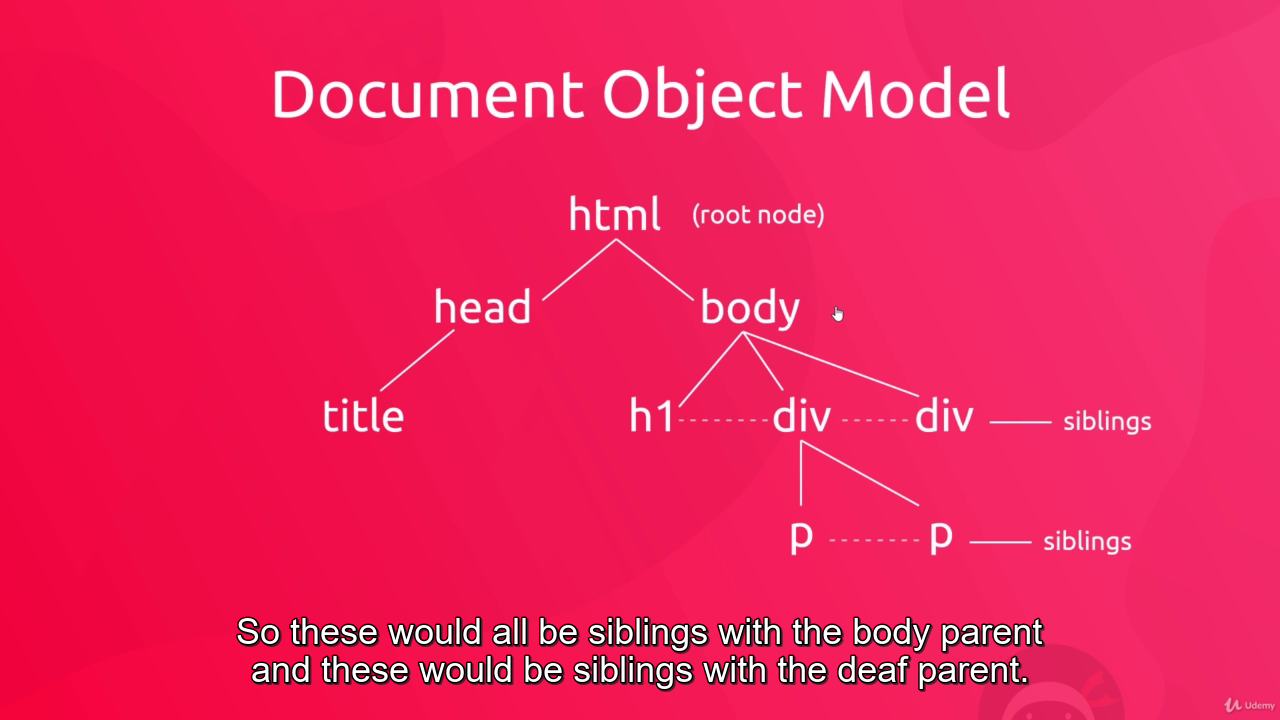 Document Object Model
html (root node)
head body
title h1 div div siblings
p p siblings
So these would all be siblings with the body parent
and these would be siblings with the deaf parent.
Udemy